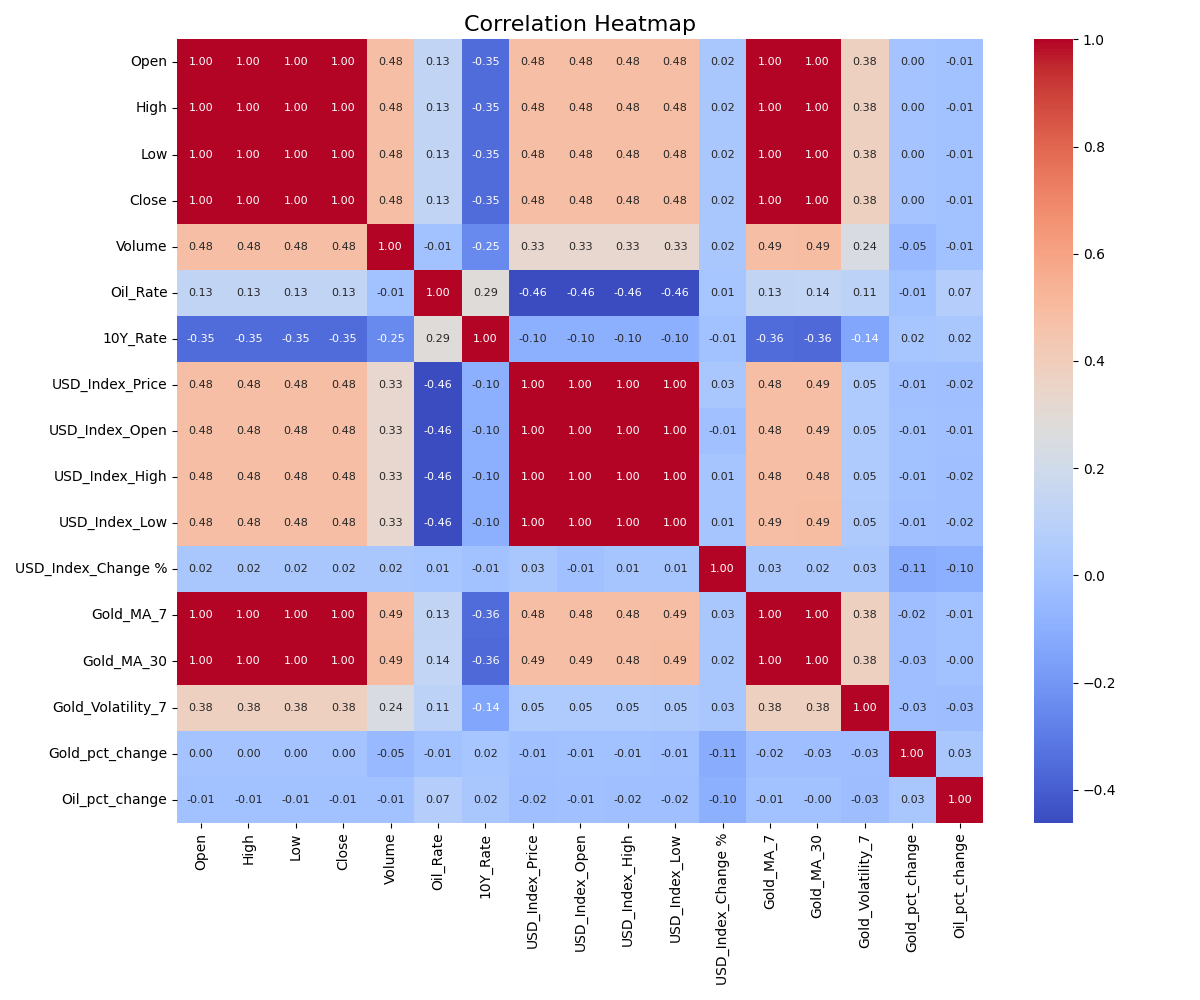 Correlation Heatmap
Open 1.00 1.00 1.00 1.00 0.48 0.13 -0.35 0.48 0.48 0.48 0.48 0.02 1.00 1.00 0.38 0.00 -0.01
High 1.00 1.00 1.00 1.00 0.48 0.13 -0.35 0.48 0.48 0.48 0.48 0.02 1.00 1.00 0.38 0.00 -0.01
Low 1.00 1.00 1.00 1.00 0.48 0.13 -0.35 0.48 0.48 0.48 0.48 0.02 1.00 1.00 0.38 0.00 -0.01
Close 1.00 1.00 1.00 1.00 0.48 0.13 -0.35 0.48 0.48 0.48 0.48 0.02 1.00 1.00 0.38 0.00 -0.01
Volume 0.48 0.48 0.48 0.48 1.00 -0.01 -0.25 0.33 0.33 0.33 0.33 0.02 0.49 0.49 0.24 -0.05 -0.01
Oil_Rate 0.13 0.13 0.13 0.13 -0.01 1.00 0.29 -0.46 -0.46 -0.46 -0.46 0.01 0.13 0.14 0.11 -0.01 0.07
10Y_Rate -0.35 -0.35 -0.35 -0.35 -0.25 0.29 1.00 -0.10 -0.10 -0.10 -0.10 -0.01 -0.36 -0.36 -0.14 0.02 0.02
USD_Index_Price 0.48 0.48 0.48 0.48 0.33 -0.46 -0.10 1.00 1.00 1.00 1.00 0.03 0.48 0.49 0.05 -0.01 -0.02
USD_Index_Open 0.48 0.48 0.48 0.48 0.33 -0.46 -0.10 1.00 1.00 1.00 1.00 -0.01 0.48 0.49 0.05 -0.01 -0.01
USD_Index_High 0.48 0.48 0.48 0.48 0.33 -0.46 -0.10 1.00 1.00 1.00 1.00 0.01 0.48 0.48 0.05 -0.01 -0.02
USD_Index_Low 0.48 0.48 0.48 0.48 0.33 -0.46 -0.10 1.00 1.00 1.00 1.00 0.01 0.49 0.49 0.05 -0.01 -0.02
USD_Index_Change % 0.02 0.02 0.02 0.02 0.02 0.01 -0.01 0.03 -0.01 0.01 0.01 1.00 0.03 0.02 0.03 -0.11 -0.10
Gold_MA_7 1.00 1.00 1.00 1.00 0.49 0.13 -0.36 0.48 0.48 0.48 0.49 0.03 1.00 1.00 0.38 -0.02 -0.01
Gold_MA_30 1.00 1.00 1.00 1.00 0.49 0.14 -0.36 0.49 0.49 0.48 0.49 0.02 1.00 1.00 0.38 -0.03 -0.00
Gold_Volatility_7 0.38 0.38 0.38 0.38 0.24 0.11 -0.14 0.05 0.05 0.05 0.05 0.03 0.38 0.38 1.00 -0.03 -0.03
Gold_pct_change 0.00 0.00 0.00 0.00 -0.05 -0.01 0.02 -0.01 -0.01 -0.01 -0.01 -0.11 -0.02 -0.03 -0.03 1.00 0.03
Oil_pct_change -0.01 -0.01 -0.01 -0.01 -0.01 0.07 0.02 -0.02 -0.01 -0.02 -0.02 -0.10 -0.01 -0.00 -0.03 0.03 1.00
Open
High
Low
Close
Volume
Oil_Rate
10Y_Rate
USD_Index_Price
USD_Index_Open
USD_Index_High
USD_Index_Low
USD_Index_Change %
Gold_MA_7
Gold_MA_30
Gold_Volatility_7
Gold_pct_change
Oil_pct_change
1.0
0.8
0.6
0.4
0.2
0.0
−0.2
−0.4